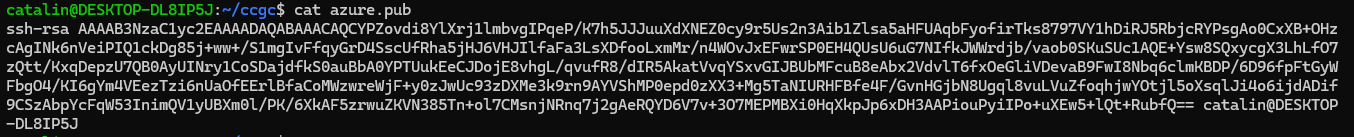 catalin@DESKTOP-DL8IP5J:~/ccgc$ cat azure.pub
ssh-rsa AAAAB3NzaC1yc2EAAAADAQABAAACAQCYPZovdi8YlXrj1lmbvgIPqeP/K7h5JJJuuXdXNEZ0cy9r5Us2n3Aib1Zlsa5aHFUAqbFyofirTks8797VY1hDiRJ5RbjcRYPsgAo0CxXB+OHz
cAgINk6nVeiPIQ1ckDg85j+ww+/S1mgIvFfqyGrD4SscUfRha5jHJ6VHJIlfaFa3LsXDfooLxmMr/n4WOvJxEFwrSP0EH4QUsU6uG7NIfkJWWrdjb/vaob0SKuSUc1AQE+Ysw8SQxycgX3LhLfO7
zQtt/KxqDepzU7QB0AyUINry1CoSDajdfkS0auBbA0YPTUukEeCJDojE8vhgL/qvufR8/dIR5AkatVvqYSxvGIJBUbMFcuB8eAbx2VdvlT6fxOeGliVDevaB9FwI8Nbq6clmKBDP/6D96fpFtGyW
FbgO4/KI6gYm4VEezTzi6nUaOfEErlBfaCoMWzwreWjF+y0zJwUc93zDXMe3k9rn9AYVShMP0epd0zXX3+Mg5TaNIURHFBfe4F/GvnHGjbN8Ugql8vuLVuZfoqhjwYOtjl5oXsqlJi4o6ijdADif
9CSzAbpYcFqW53InimQV1yUBXm0l/PK/6XkAF5zrwuZKVN385Tn+ol7CMsnjNRnq7j2gAeRQYD6V7v+3O7MEPMBXi0HqXkpJp6xDH3AAPiouPyiIPo+uXEw5+lQt+RubfQ== catalin@DESKTOP
-DL8IP5J